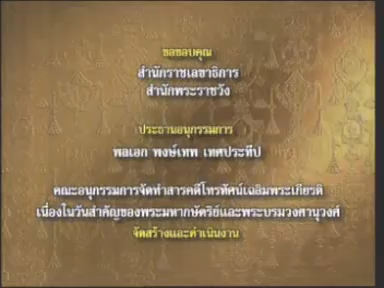 ขอขอบคุณ
สำนักราชเลขาธิการ
สำนักพระราชวัง
ประธานอนุกรรมการ
พลเอก พงษ์เทพ เทศประทีป
คณะอนุกรรมการจัดทำสารคดีโทรทัศน์เฉลิมพระเกียรติ
เนื่องในวันสำคัญของพระมหากษัตริย์และพระบรมวงศานุวงศ์
จัดสร้างและดำเนินงาน